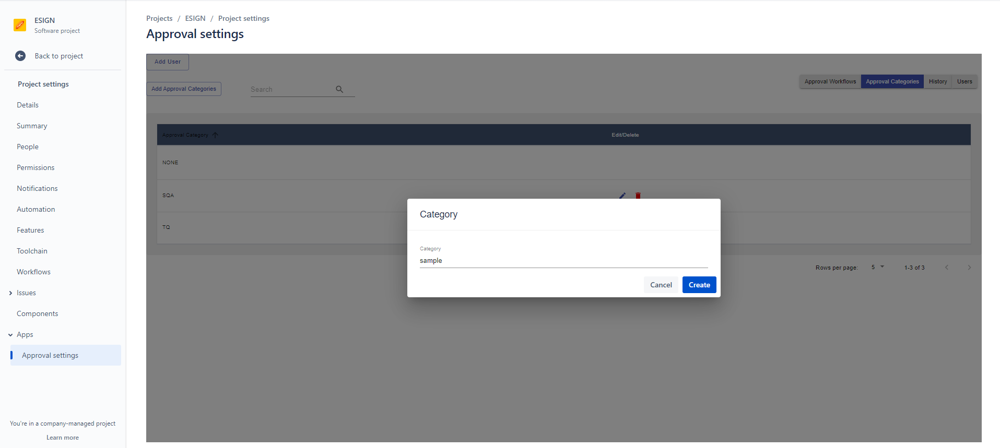 ESIGN
Software project
Back to project
Project settings
Details
Summary
People
Permissions
Notifications
Automation
Features
Toolchain
Workflows
Issues
Components
Apps
Approval settings
You're in a company-managed project
Learn more
Projects / ESIGN / Project settings
Approval settings
Add User
Add Approval Categories
Search
Approval Workflows Approval Categories History Users
Approval Category Edit/Delete
NONE
SQA
TQ
Category
Category
sample
Cancel Create
Rows per page: 5 1-3 of 3